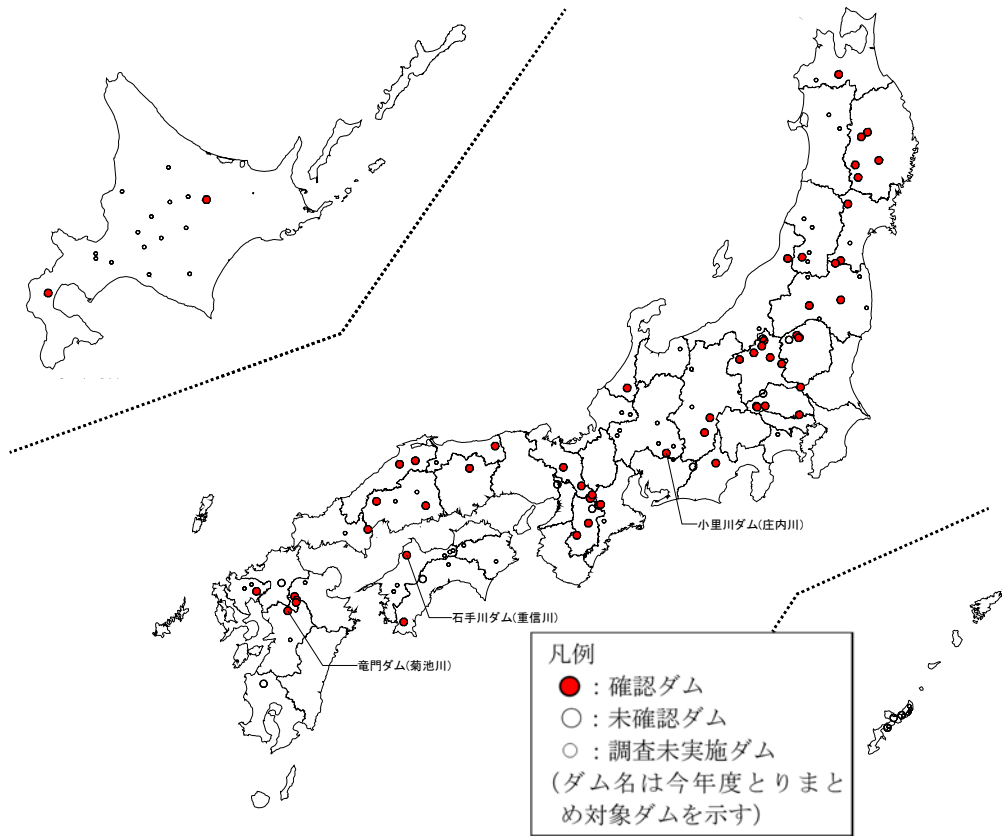 小里川ダム(庄内川)
石手川ダム(重信川)
竜門ダム(菊池川)
凡例
●：確認ダム
○：未確認ダム
○：調査未実施ダム
(ダム名は今年度とりまと
め対象ダムを示す)